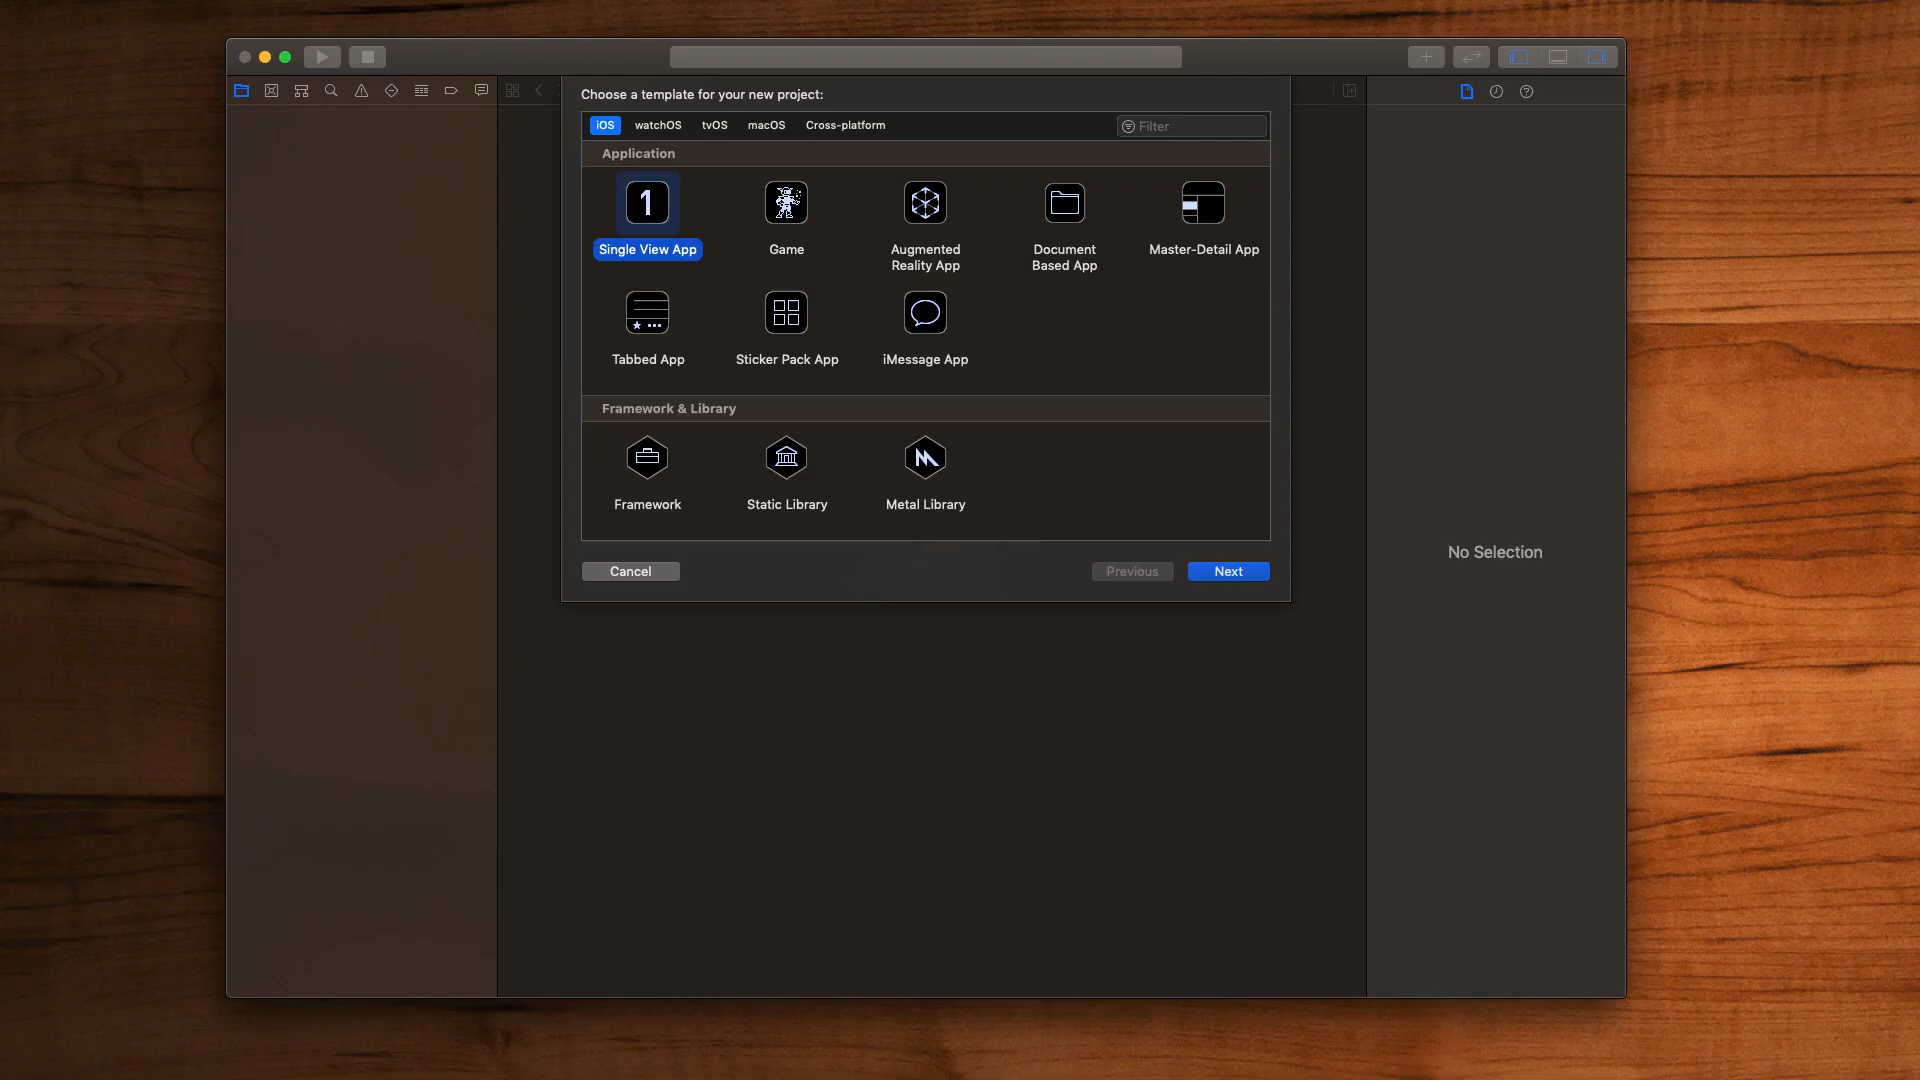 Choose a template for your new project:
iOS watchOS tvOS macOS Cross-platform Filter
Application
1
Single View App
Game
Augmented
Reality App
Document
Based App
Master-Detail App
Tabbed App
Sticker Pack App
iMessage App
Framework & Library
Framework
Static Library
Metal Library
No Selection
Cancel
Previous
Next